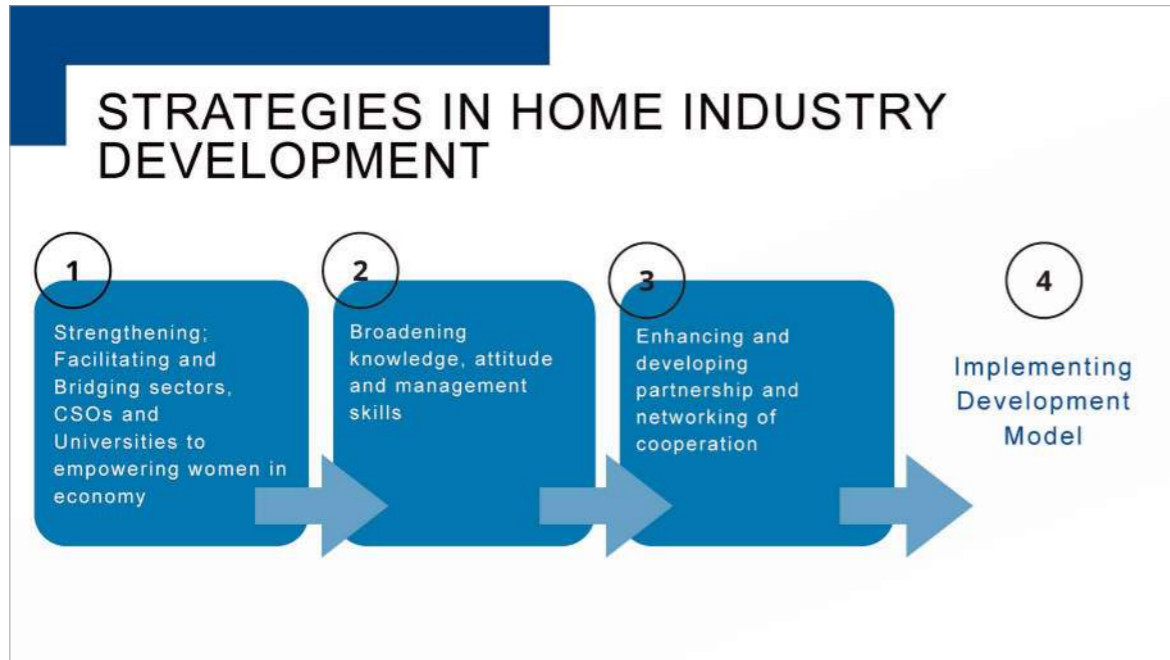 STRATEGIES IN HOME INDUSTRY
DEVELOPMENT
1
Strengthening;
Facilitating and
Bridging sectors,
CSOs and
Universities to
empowering women in
economy
2
Broadening
knowledge, attitude
and management
skills
3
Enhancing and
developing
partnership and
networking of
cooperation
4
Implementing
Development
Model